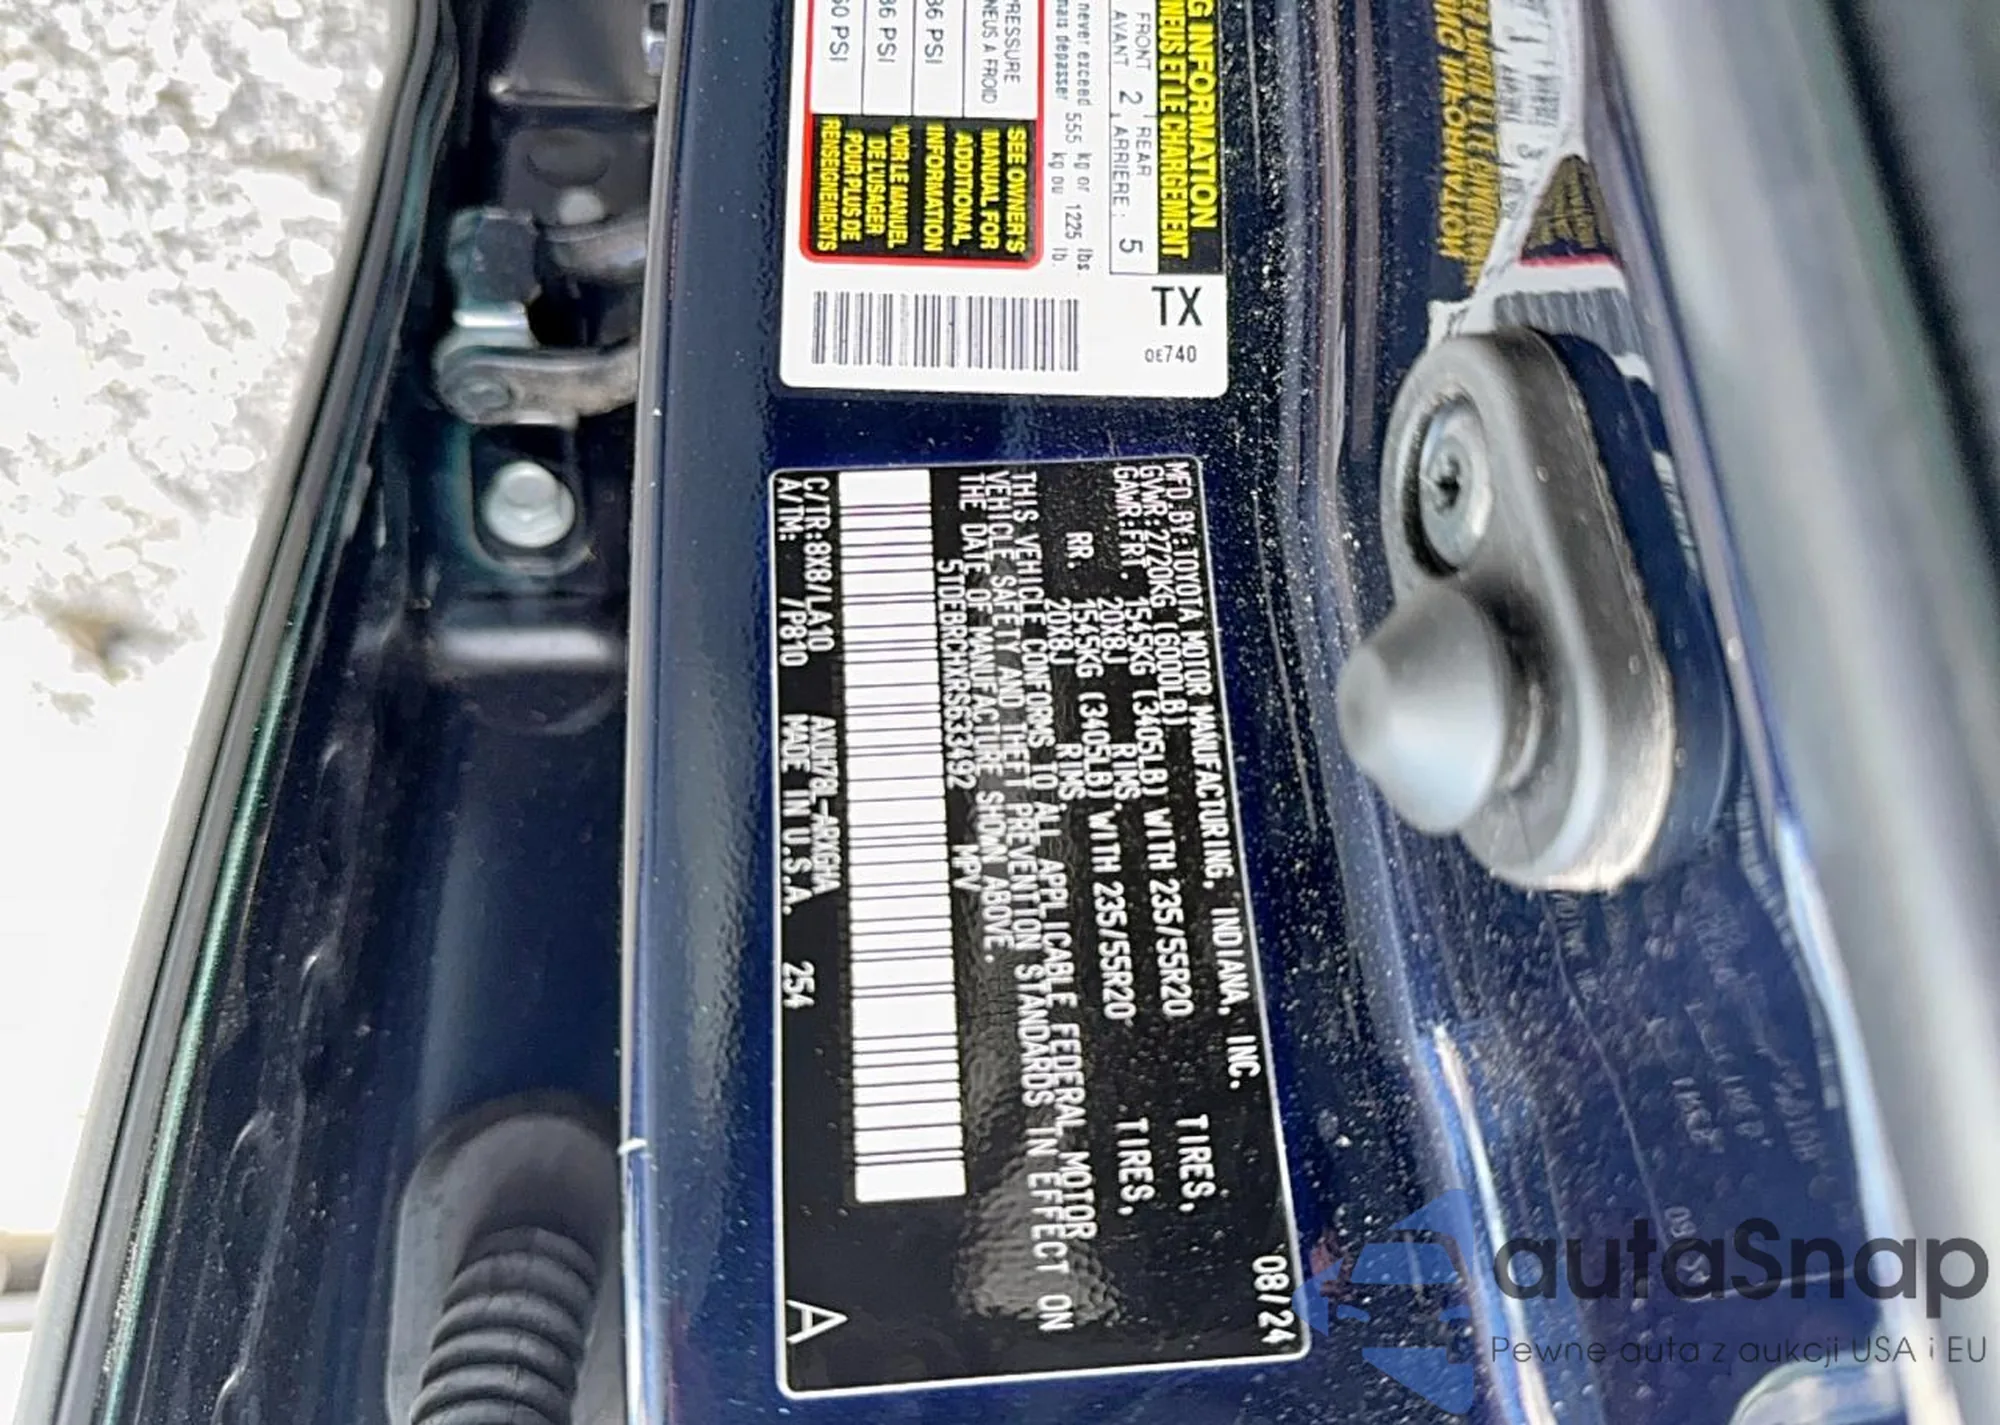 G INFORMATION
NEUS ET LE CHARGEMENT
FRONT 2 REAR 5
AVANT ARRIERE:
never exceed 555 kg or 1225 lbs.
depasser kg ou lb.
RESSURE
NEUS A FROID
36 PSI
36 PSI
60 PSI
SEE OWNER'S
MANUAL FOR
ADDITIONAL
INFORMATION
VOIR LE MANUEL
DE L'USAGER
POUR PLUS DE
RENSEIGNEMENTS
TX
0E740
MFD.BY:TOYOTA MOTOR MANUFACTURING, INDIANA, INC. 08/24
GVWR:2720KG (6000LB)
GAWR:FRT. 1545KG (3405LB) WITH 235/55R20 TIRES,
20X8J RIMS,
RR. 1545KG (3405LB) WITH 235/55R20 TIRES,
20X8J RIMS
THIS VEHICLE CONFORMS TO ALL APPLICABLE FEDERAL MOTOR
VEHICLE SAFETY AND THEFT PREVENTION STANDARDS IN EFFECT ON
THE DATE OF MANUFACTURE SHOWN ABOVE.
5TDEBRCHXRS633492 MPV
C/TR:8X8/LA10 AXUH78L-ARXGHA
A/TM: /P810 MADE IN U.S.A. 254 A
autaSnap
Pewne auta z aukcji USA i EU